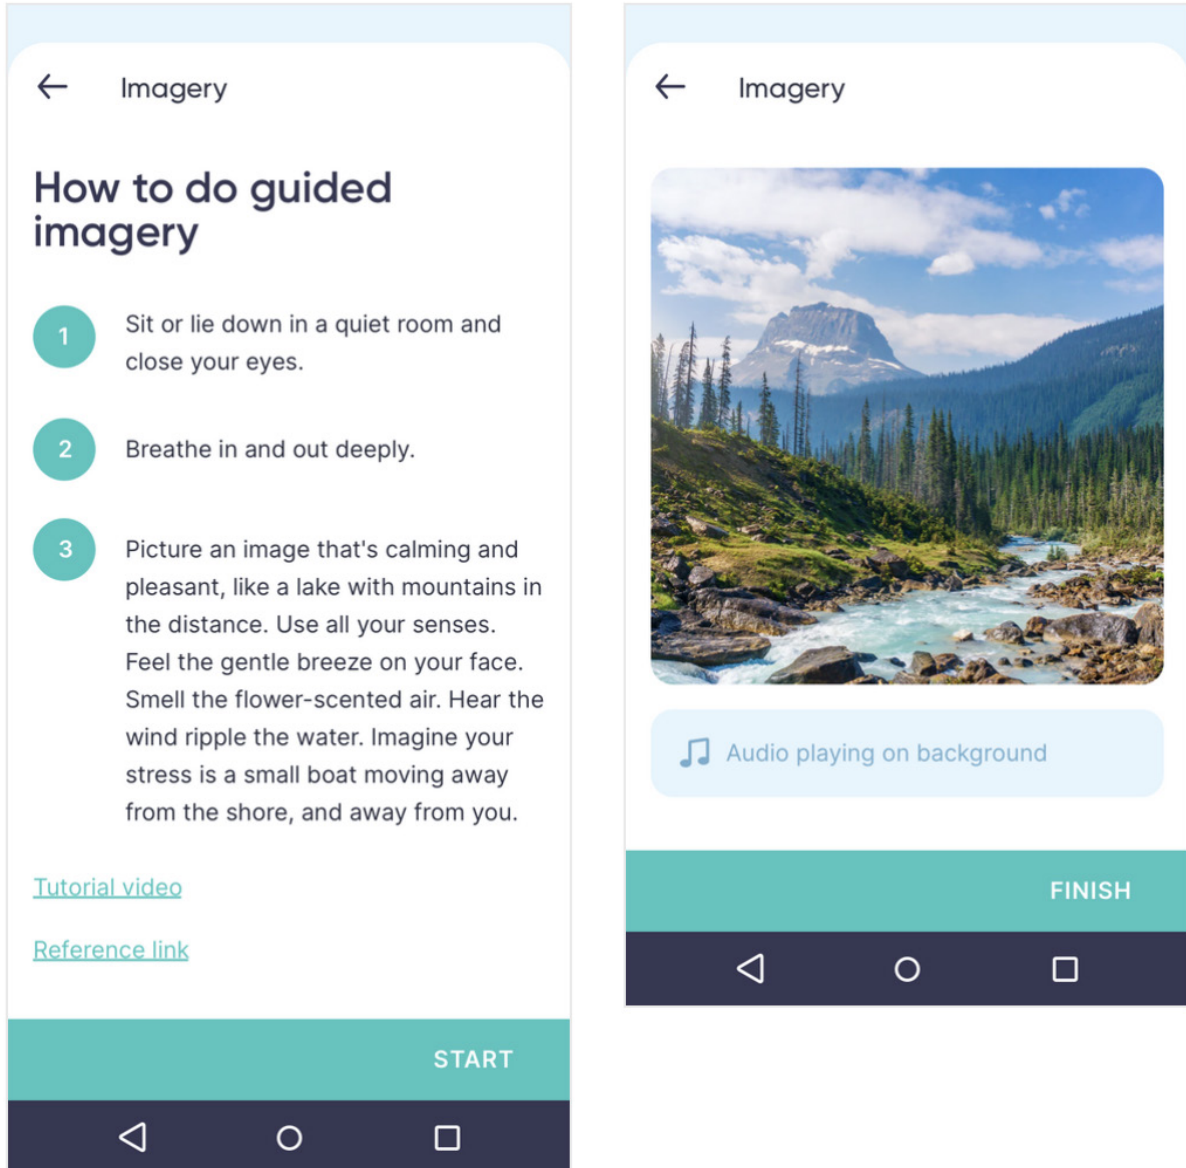 Imagery
How to do guided
imagery
1
Sit or lie down in a quiet room and
close your eyes.
2
Breathe in and out deeply.
3
Picture an image that's calming and
pleasant, like a lake with mountains in
the distance. Use all your senses.
Feel the gentle breeze on your face.
Smell the flower-scented air. Hear the
wind ripple the water. Imagine your
stress is a small boat moving away
from the shore, and away from you.
Tutorial video
Reference link
START
Imagery
Audio playing on background
FINISH